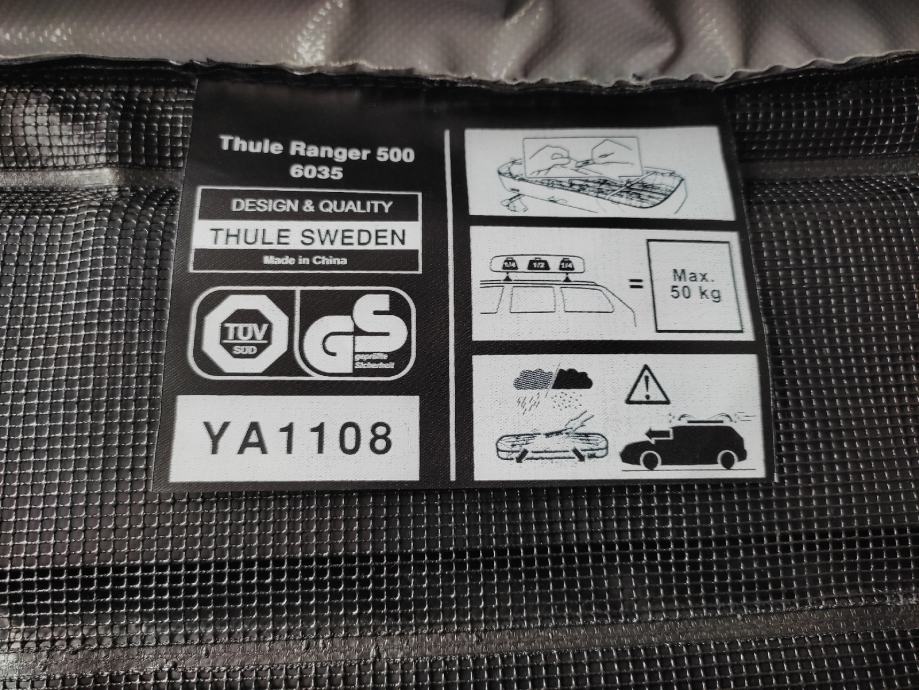 Thule Ranger 500
6035
DESIGN & QUALITY
THULE SWEDEN
Made in China
TÜV
SÜD
GS
geprüfte
Sicherheit
YA1108
1/4 1/2 1/4
=
Max.
50 kg